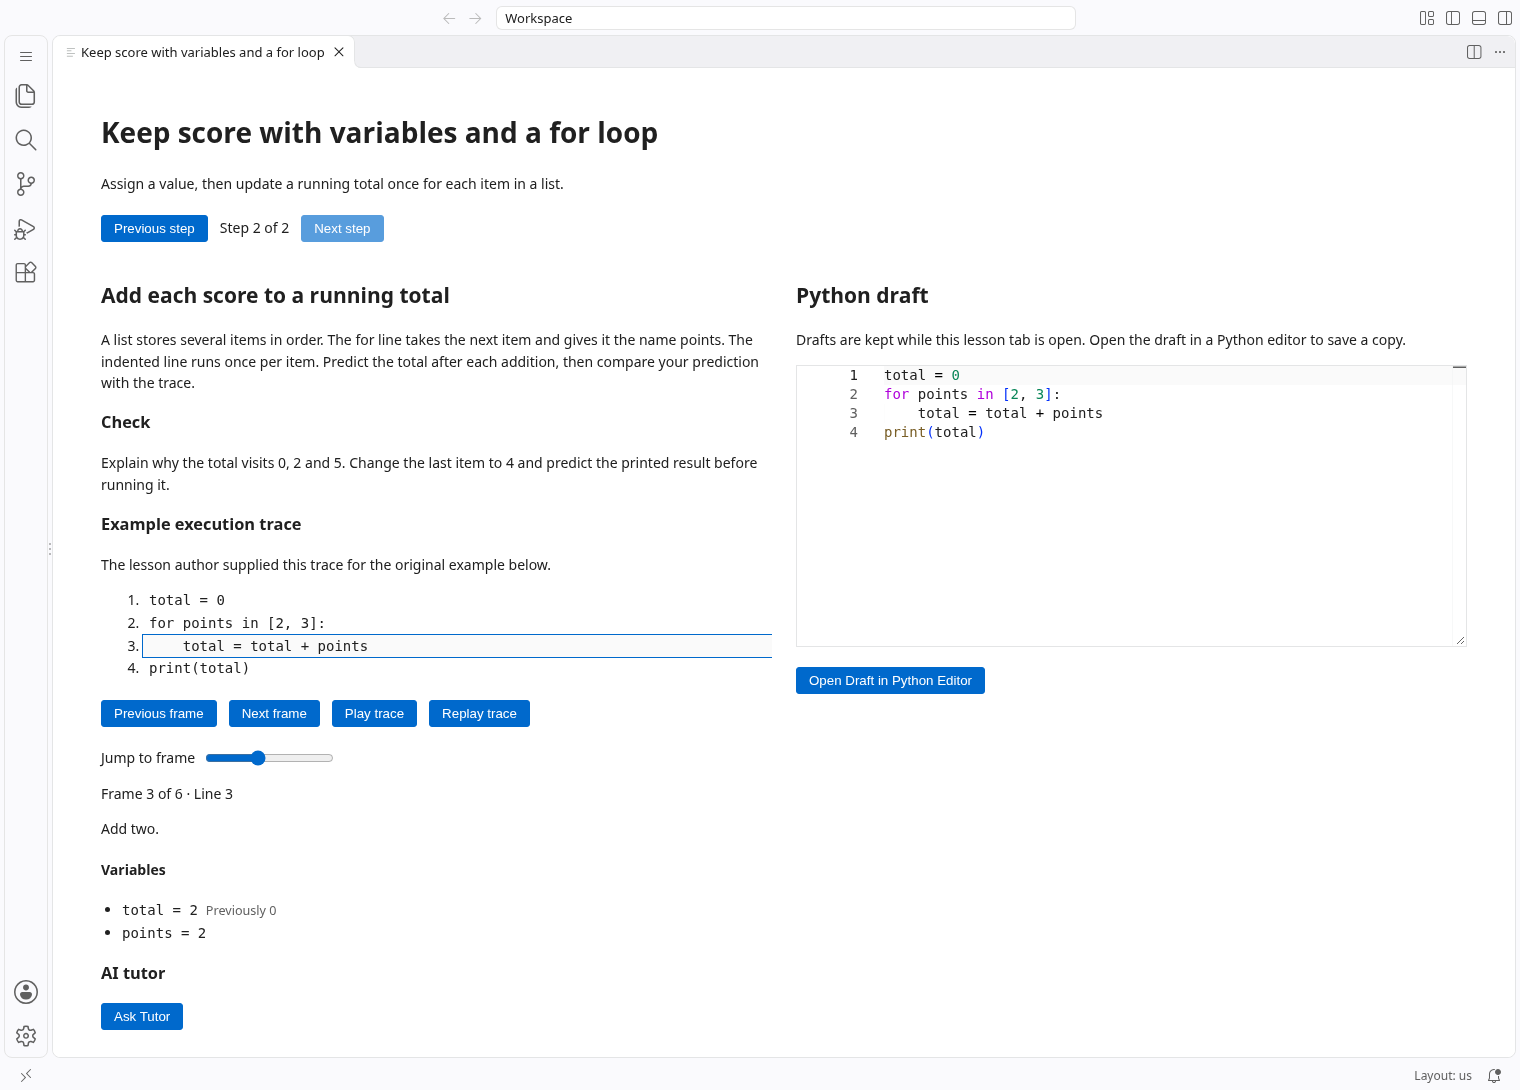 Workspace
Keep score with variables and a for loop
Keep score with variables and a for loop
Assign a value, then update a running total once for each item in a list.
Previous step Step 2 of 2 Next step
Add each score to a running total
A list stores several items in order. The for line takes the next item and gives it the name points. The
indented line runs once per item. Predict the total after each addition, then compare your prediction
with the trace.
Check
Explain why the total visits 0, 2 and 5. Change the last item to 4 and predict the printed result before
running it.
Example execution trace
The lesson author supplied this trace for the original example below.
1. total = 0
2. for points in [2, 3]:
3.     total = total + points
4. print(total)
Previous frame Next frame Play trace Replay trace
Jump to frame
Frame 3 of 6 · Line 3
Add two.
Variables
• total = 2 Previously 0
• points = 2
AI tutor
Ask Tutor
Python draft
Drafts are kept while this lesson tab is open. Open the draft in a Python editor to save a copy.
1 total = 0
2 for points in [2, 3]:
3     total = total + points
4 print(total)
Open Draft in Python Editor
Layout: us